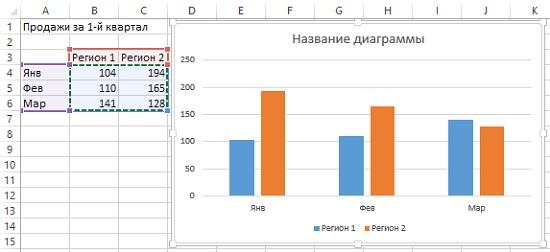 A B C D E F G H I J K
1 Продажи за 1-й квартал
2
3 Регион 1 Регион 2
4 Янв 104 194
5 Фев 110 165
6 Мар 141 128
7
8
9
10
11
12
13
14
15
Название диаграммы
250
200
150
100
50
0
Янв Фев Мар
Регион 1 Регион 2